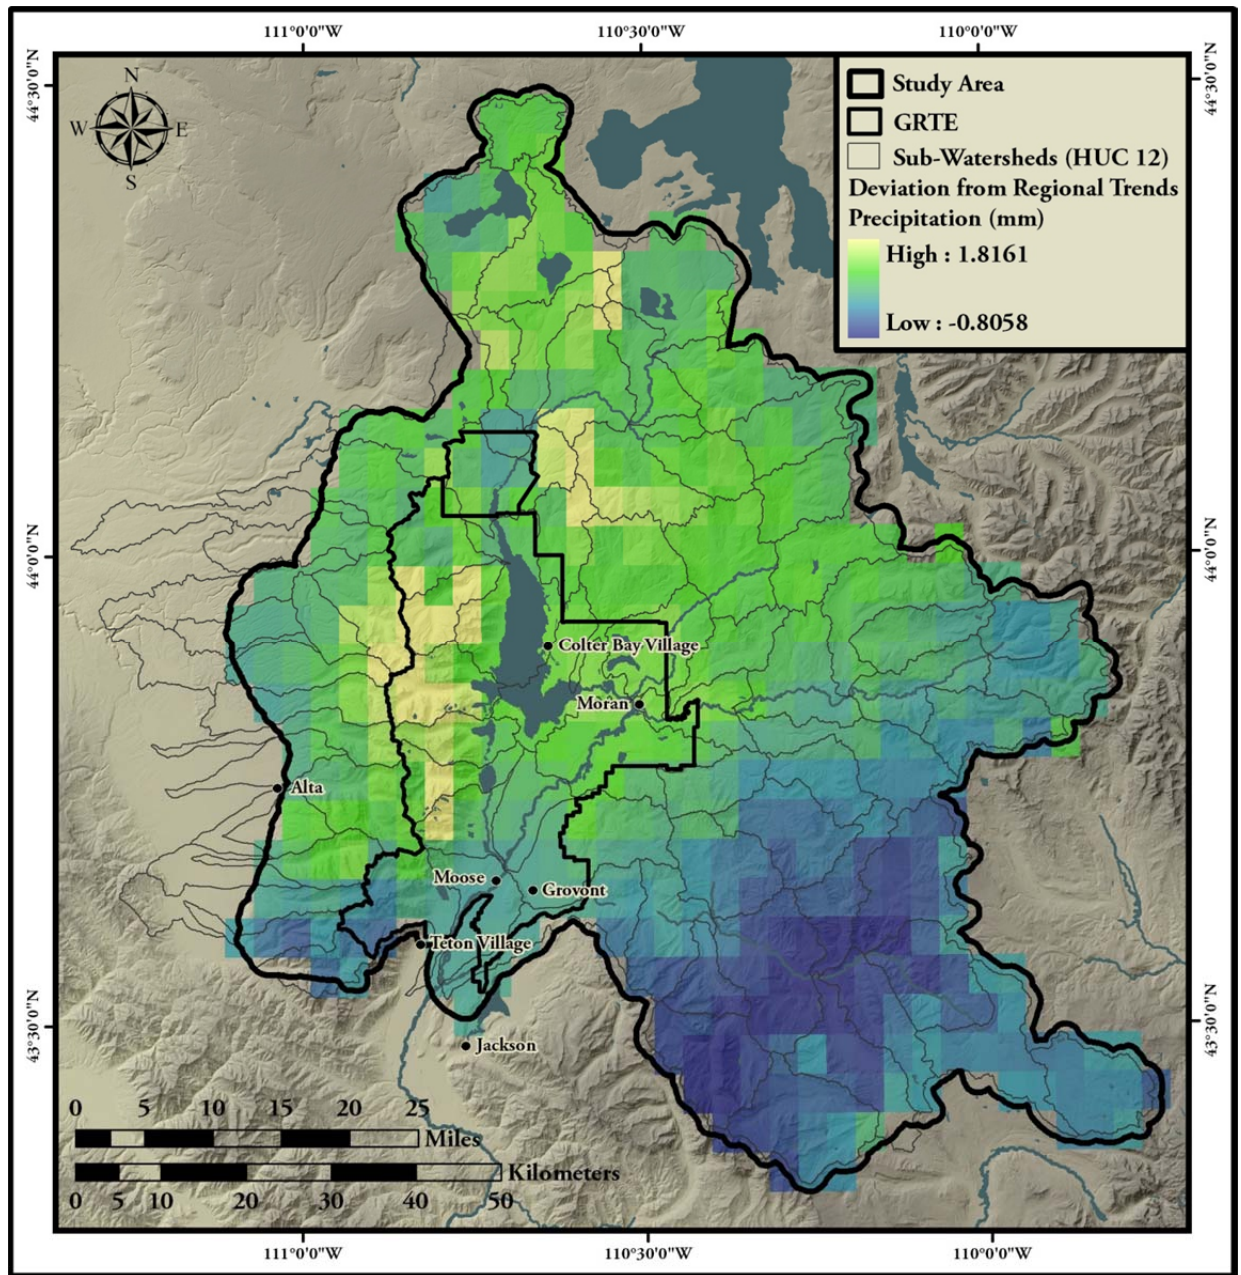 111°0'0"W 110°30'0"W 110°0'0"W
44°30'0"N
44°30'0"N
N
W E
S
Study Area
GRTE
Sub-Watersheds (HUC 12)
Deviation from Regional Trends
Precipitation (mm)
High : 1.8161
Low : -0.8058
44°0'0"N
44°0'0"N
Colter Bay Village
Moran
Alta
Moose
Grovont
Teton Village
43°30'0"N
43°30'0"N
Jackson
0 5 10 15 20 25
Miles
Kilometers
0 5 10 20 30 40 50
111°0'0"W 110°30'0"W 110°0'0"W